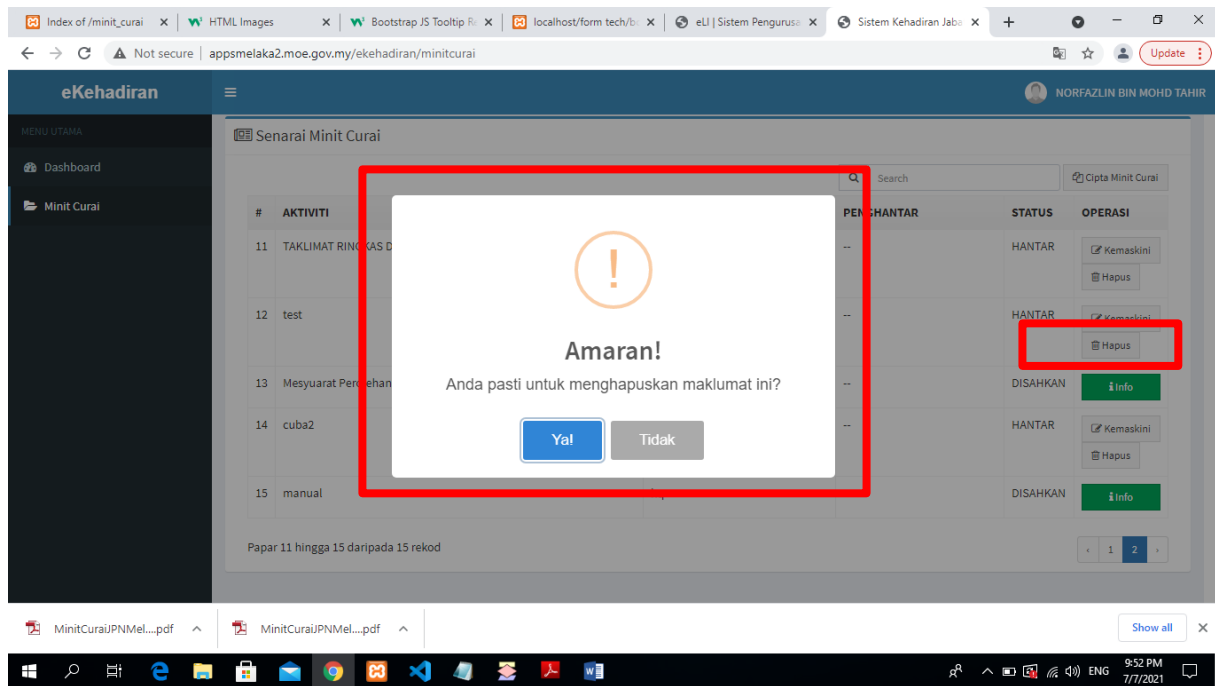 Index of /minit_curai
HTML Images
Bootstrap JS Tooltip R
localhost/form tech/bo
eLI | Sistem Pengurusa
Sistem Kehadiran Jaba
Not secure | appsmelaka2.moe.gov.my/ekehadiran/minitcurai
Update
eKehadiran
NORFAZLIN BIN MOHD TAHIR
MENU UTAMA
Dashboard
Minit Curai
Senarai Minit Curai
Search
Cipta Minit Curai
# AKTIVITI STATUS OPERASI
11 TAKLIMAT -- HANTAR Kemaskini
Hapus
12 test -- HANTAR Kemaskini
Hapus
13 Mesyuarat -- DISAHKAN Info
14 cuba2 -- HANTAR Kemaskini
Hapus
15 manual DISAHKAN Info
!
Amaran!
Anda pasti untuk menghapuskan maklumat ini?
Ya! Tidak
Papar 11 hingga 15 daripada 15 rekod
‹ 1 2 ›
MinitCuraiJPNMel....pdf
MinitCuraiJPNMel....pdf
Show all
ENG
9:52 PM
7/7/2021